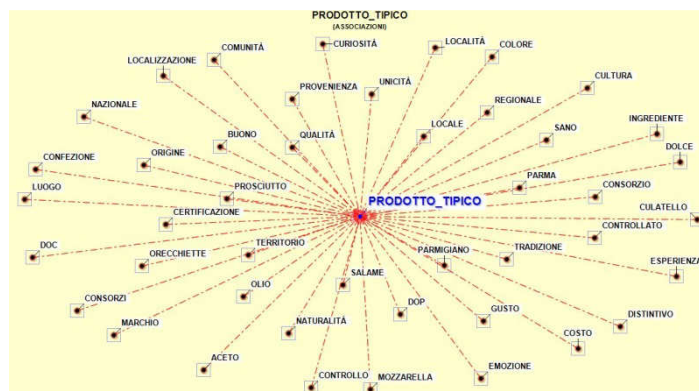 PRODOTTO_TIPICO
(ASSOCIAZIONI)
CURIOSITÀ
LOCALITÀ
COLORE
COMUNITÀ
LOCALIZZAZIONE
PROVENIENZA
UNICITÀ
CULTURA
NAZIONALE
REGIONALE
LOCALE
INGREDIENTE
BUONO
QUALITÀ
SANO
DOLCE
CONFEZIONE
ORIGINE
PARMA
LUOGO
PROSCIUTTO
PRODOTTO_TIPICO
CONSORZIO
CULATELLO
CERTIFICAZIONE
CONTROLLATO
DOC
ORECCHIETTE
TERRITORIO
PARMIGIANO
TRADIZIONE
ESPERIENZA
SALAME
CONSORZI
OLIO
DOP
GUSTO
DISTINTIVO
MARCHIO
NATURALITÀ
COSTO
ACETO
CONTROLLO
MOZZARELLA
EMOZIONE